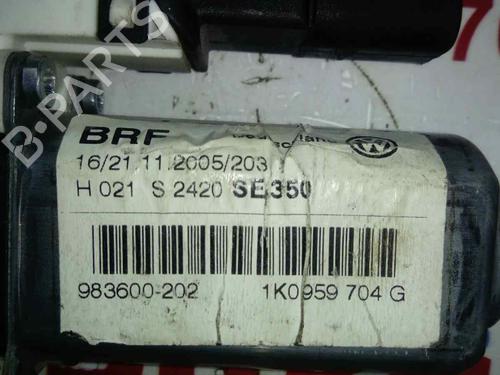 BRF
16/21 11/2005/203
H 021 S 2420 SE350
983600-202 1K0959 704 G
B-Parts